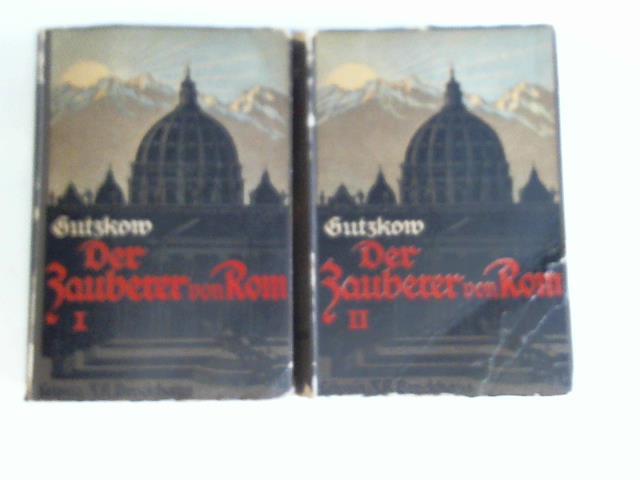 Gutzkow
Der
Zauberer von Rom
I
Gutzkow
Der
Zauberer von Rom
II